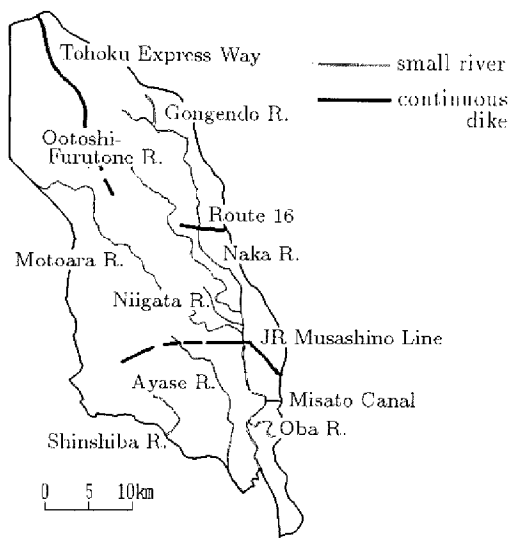 Tohoku Express Way
small river
continuous
dike
Gongendo R.
Ootoshi-
Furutone R.
Route 16
Naka R.
Motoara R.
Niigata R.
JR Musashino Line
Ayase R.
Misato Canal
Oba R.
Shinshiba R.
0 5 10km